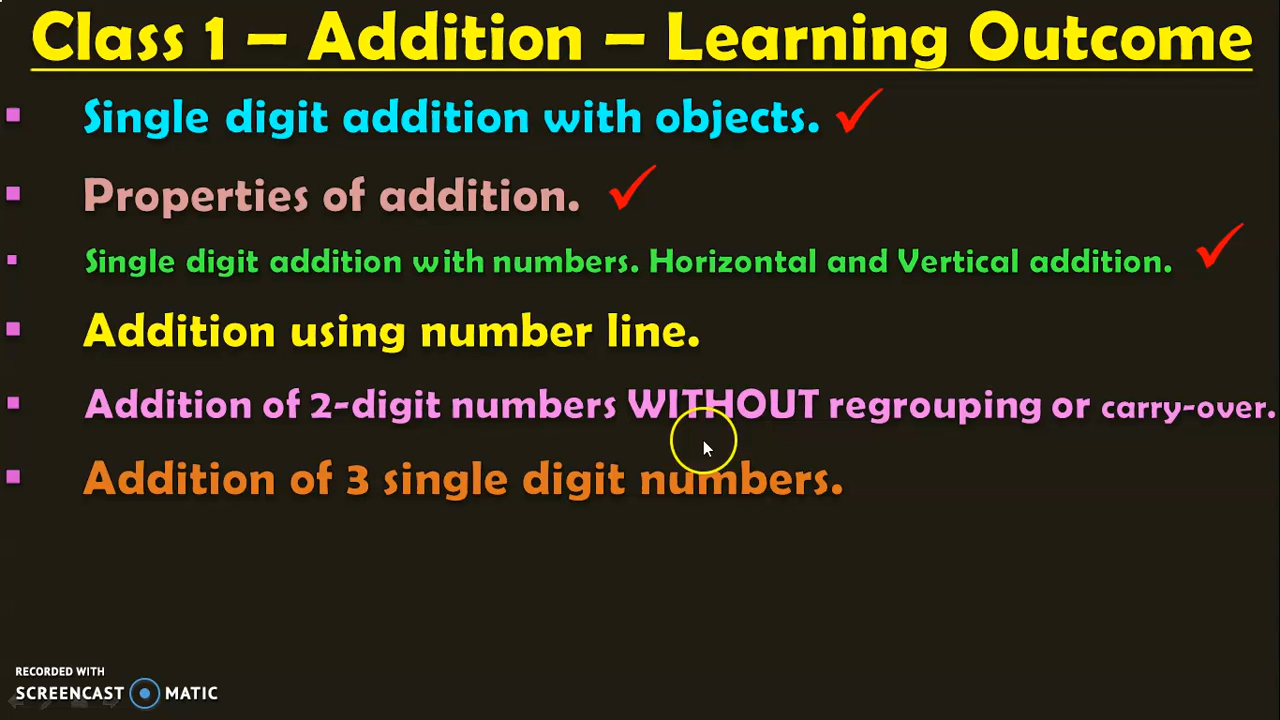 Class 1 – Addition – Learning Outcome
Single digit addition with objects.
Properties of addition.
Single digit addition with numbers. Horizontal and Vertical addition.
Addition using number line.
Addition of 2-digit numbers WITHOUT regrouping or carry-over.
Addition of 3 single digit numbers.
RECORDED WITH
SCREENCAST MATIC